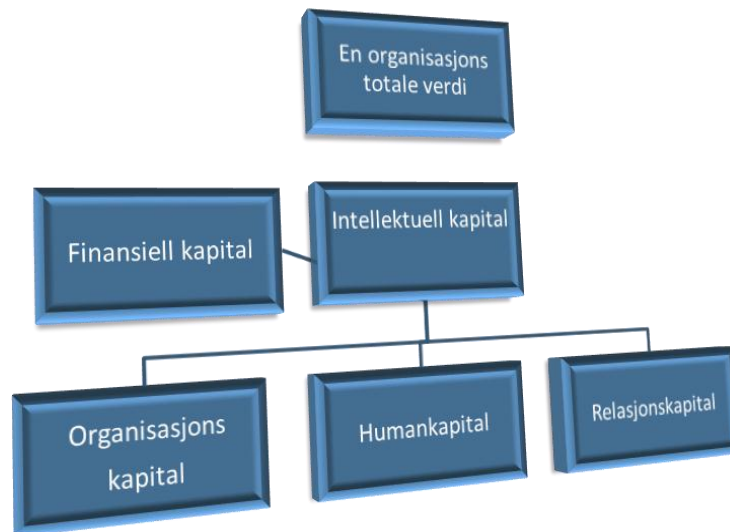 En organisasjons
totale verdi
Finansiell kapital
Intellektuell kapital
Organisasjons
kapital
Humankapital
Relasjonskapital